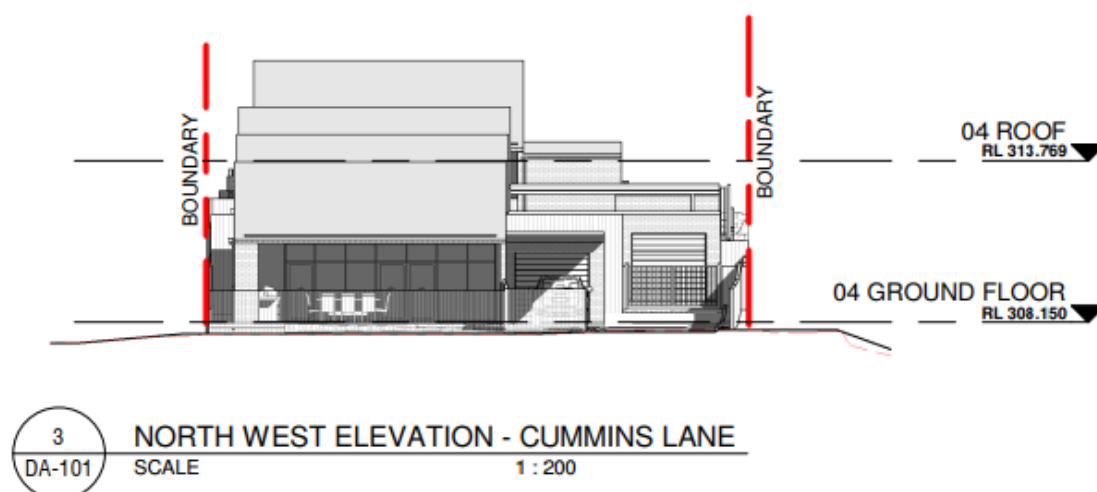 BOUNDARY
BOUNDARY
04 ROOF
RL 313.769
04 GROUND FLOOR
RL 308.150
3
DA-101
NORTH WEST ELEVATION - CUMMINS LANE
SCALE 1 : 200